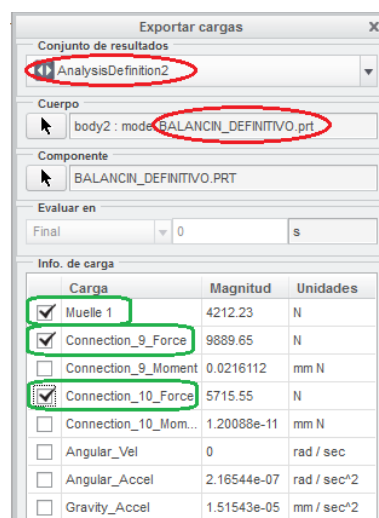 Exportar cargas X
Conjunto de resultados
AnalysisDefinition2
Cuerpo
body2 : mode BALANCIN_DEFINITIVO.prt
Componente
BALANCIN_DEFINITIVO.PRT
Evaluar en
Final 0 s
Info. de carga
Carga Magnitud Unidades
Muelle 1 4212.23 N
Connection_9_Force 9889.65 N
Connection_9_Moment 0.0216112 mm N
Connection_10_Force 5715.55 N
Connection_10_Mom... 1.20088e-11 mm N
Angular_Vel 0 rad / sec
Angular_Accel 2.16544e-07 rad / sec^2
Gravity_Accel 1.51543e-05 mm / sec^2